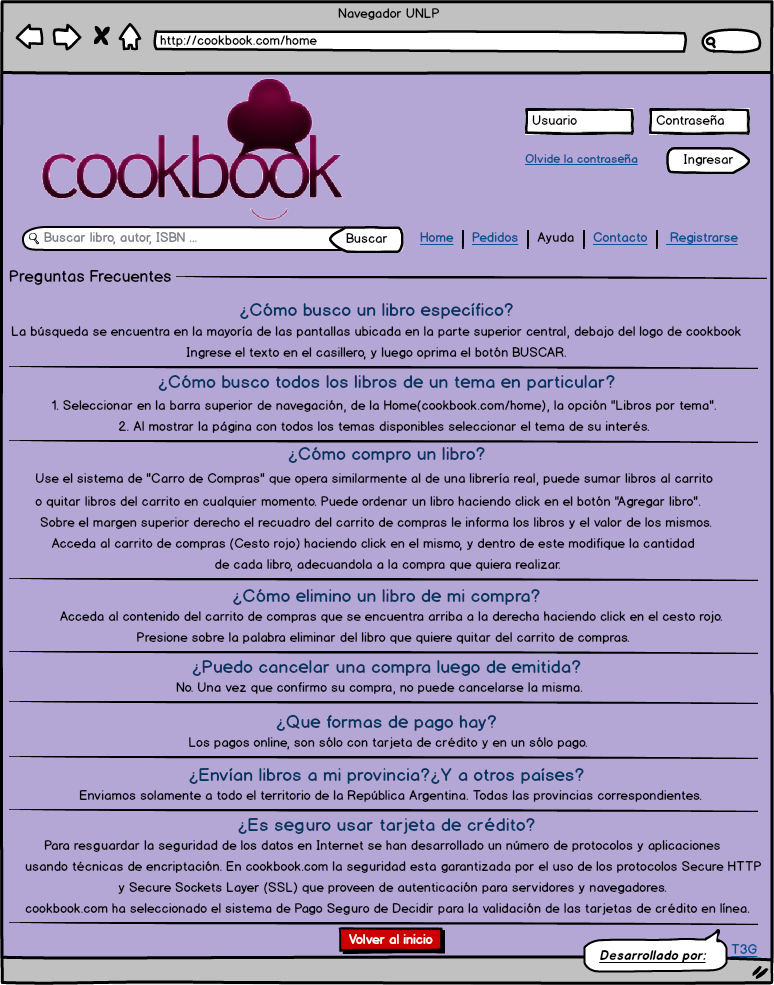 Navegador UNLP
http://cookbook.com/home
cookbook
Usuario
Contraseña
Olvide la contraseña
Ingresar
Buscar libro, autor, ISBN ...
Buscar
Home | Pedidos | Ayuda | Contacto | Registrarse
Preguntas Frecuentes
¿Cómo busco un libro específico?
La búsqueda se encuentra en la mayoría de las pantallas ubicada en la parte superior central, debajo del logo de cookbook
Ingrese el texto en el casillero, y luego oprima el botón BUSCAR.
¿Cómo busco todos los libros de un tema en particular?
1. Seleccionar en la barra superior de navegación, de la Home(cookbook.com/home), la opción "Libros por tema".
2. Al mostrar la página con todos los temas disponibles seleccionar el tema de su interés.
¿Cómo compro un libro?
Use el sistema de "Carro de Compras" que opera similarmente al de una librería real, puede sumar libros al carrito
o quitar libros del carrito en cualquier momento. Puede ordenar un libro haciendo click en el botón "Agregar libro".
Sobre el margen superior derecho el recuadro del carrito de compras le informa los libros y el valor de los mismos.
Acceda al carrito de compras (Cesto rojo) haciendo click en el mismo, y dentro de este modifique la cantidad
de cada libro, adecuandola a la compra que quiera realizar.
¿Cómo elimino un libro de mi compra?
Acceda al contenido del carrito de compras que se encuentra arriba a la derecha haciendo click en el cesto rojo.
Presione sobre la palabra eliminar del libro que quiere quitar del carrito de compras.
¿Puedo cancelar una compra luego de emitida?
No. Una vez que confirmo su compra, no puede cancelarse la misma.
¿Que formas de pago hay?
Los pagos online, son sólo con tarjeta de crédito y en un sólo pago.
¿Envían libros a mi provincia?¿Y a otros países?
Enviamos solamente a todo el territorio de la República Argentina. Todas las provincias correspondientes.
¿Es seguro usar tarjeta de crédito?
Para resguardar la seguridad de los datos en Internet se han desarrollado un número de protocolos y aplicaciones
usando técnicas de encriptación. En cookbook.com la seguridad esta garantizada por el uso de los protocolos Secure HTTP
y Secure Sockets Layer (SSL) que proveen de autenticación para servidores y navegadores.
cookbook.com ha seleccionado el sistema de Pago Seguro de Decidir para la validación de las tarjetas de crédito en línea.
Volver al inicio
Desarrollado por:
T3G